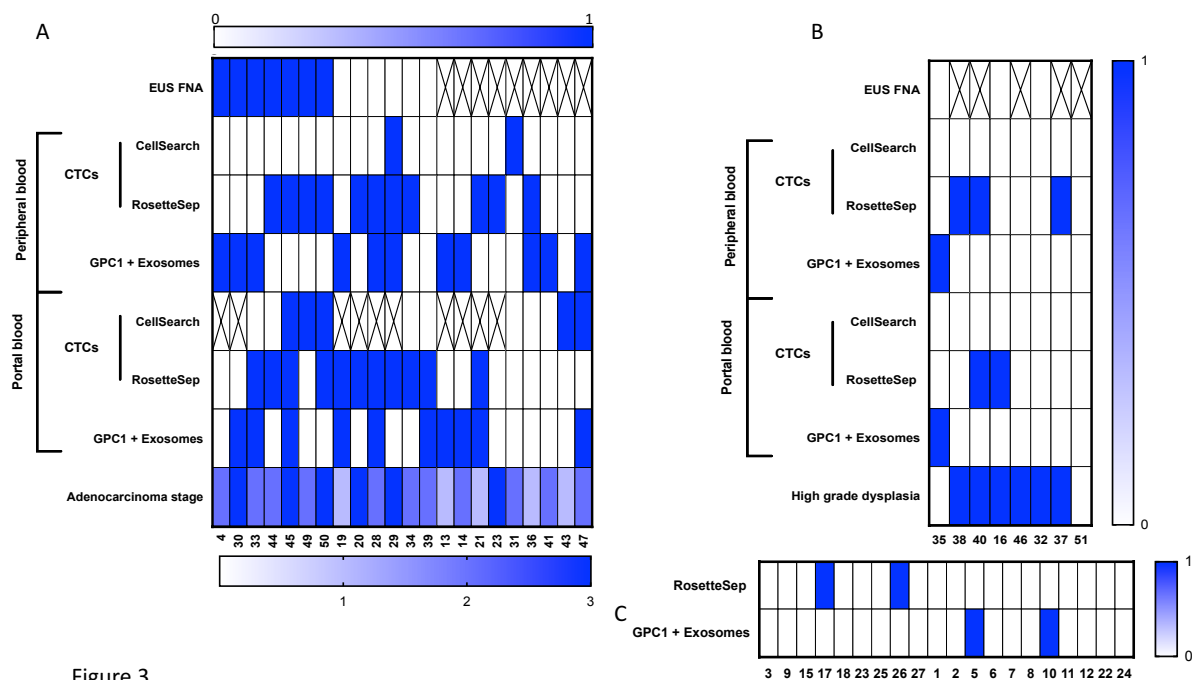 A
0 1
EUS FNA
Peripheral blood
CTCs
CellSearch
RosetteSep
GPC1 + Exosomes
Portal blood
CTCs
CellSearch
RosetteSep
GPC1 + Exosomes
Adenocarcinoma stage
4 30 33 44 45 49 50 19 20 28 29 34 39 13 14 21 23 31 36 41 43 47
1 2 3
B
1
0
EUS FNA
Peripheral blood
CTCs
CellSearch
RosetteSep
GPC1 + Exosomes
Portal blood
CTCs
CellSearch
RosetteSep
GPC1 + Exosomes
High grade dysplasia
35 38 40 16 46 32 37 51
C
RosetteSep
GPC1 + Exosomes
1
0
3 9 15 17 18 23 25 26 27 1 2 5 6 7 8 10 11 12 22 24
Figure 3